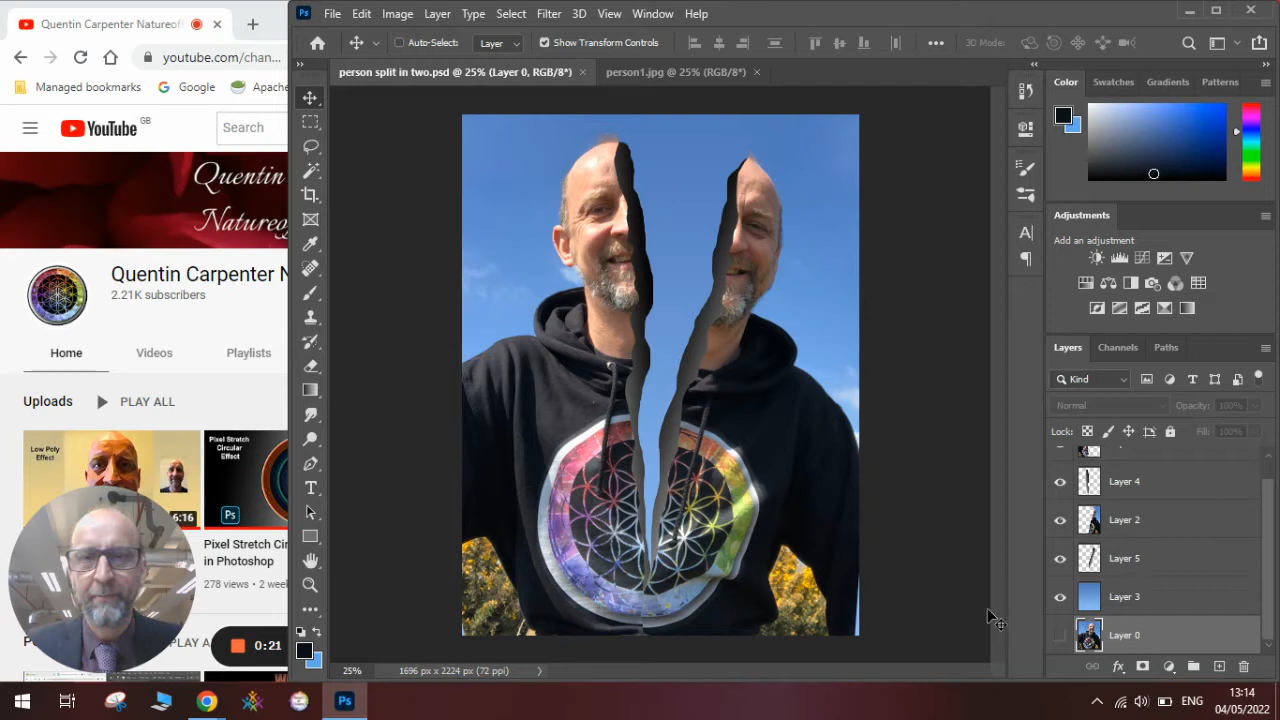 Quentin Carpenter Natureof
youtube.com/chan...
Managed bookmarks
Google
Apache
GB
YouTube
Search
Quentin
Natureo
Quentin Carpenter N
2.21K subscribers
Home
Videos
Playlists
Uploads
PLAY ALL
Low Poly
Effect
Pixel Stretch
Circular
Effect
6:16
Ps
Pixel Stretch Cir
in Photoshop
278 views • 2 week
0:21
Ps
File Edit Image Layer Type Select Filter 3D View Window Help
Auto-Select: Layer Show Transform Controls
3D Mode:
person split in two.psd @ 25% (Layer 0, RGB/8*)
person1.jpg @ 25% (RGB/8*)
Color
Swatches
Gradients
Patterns
Adjustments
Add an adjustment
Layers
Channels
Paths
Kind
Normal
Opacity: 100%
Lock:
Fill: 100%
Layer 4
Layer 2
Layer 5
Layer 3
Layer 0
25%
1696 px x 2224 px (72 ppi)
Ps
ENG
13:14
04/05/2022